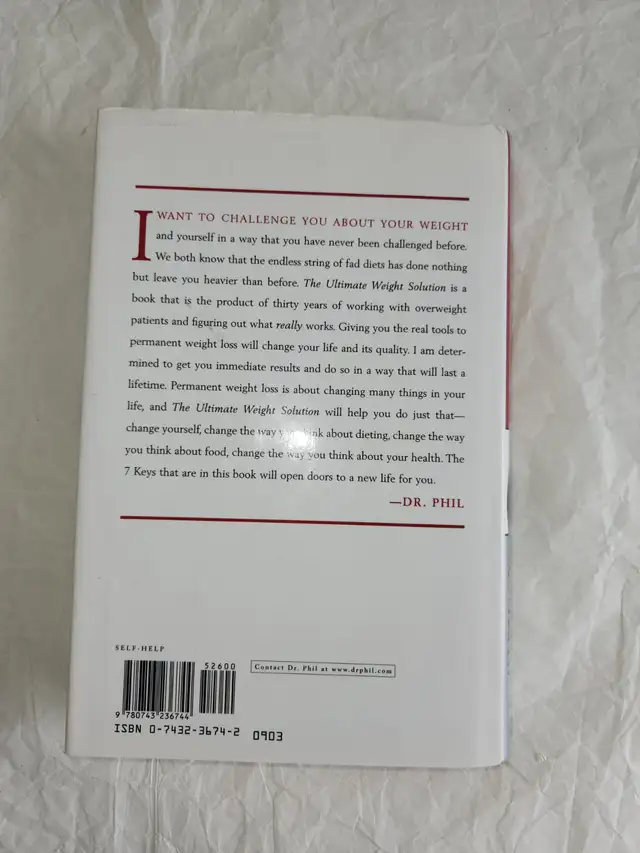 I WANT TO CHALLENGE YOU ABOUT YOUR WEIGHT
and yourself in a way that you have never been challenged before.
We both know that the endless string of fad diets has done nothing
but leave you heavier than before. The Ultimate Weight Solution is a
book that is the product of thirty years of working with overweight
patients and figuring out what really works. Giving you the real tools to
permanent weight loss will change your life and its quality. I am deter-
mined to get you immediate results and do so in a way that will last a
lifetime. Permanent weight loss is about changing many things in your
life, and The Ultimate Weight Solution will help you do just that—
change yourself, change the way you think about dieting, change the way
you think about food, change the way you think about your health. The
7 Keys that are in this book will open doors to a new life for you.
—DR. PHIL
SELF-HELP
52600
Contact Dr. Phil at www.drphil.com
9 780743 236744
ISBN 0-7432-3674-2 0903